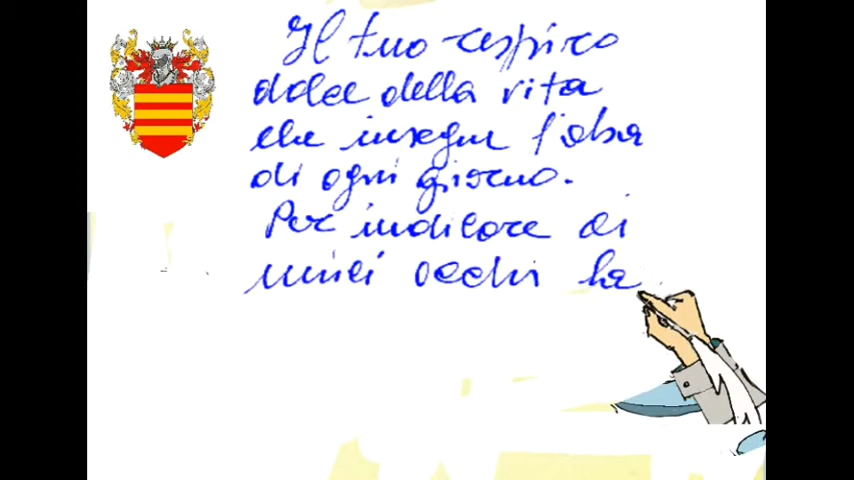 Il tuo respiro
dolce della vita
che insegue l'alba
di ogni giorno.
Per indicare ai
miei occhi la